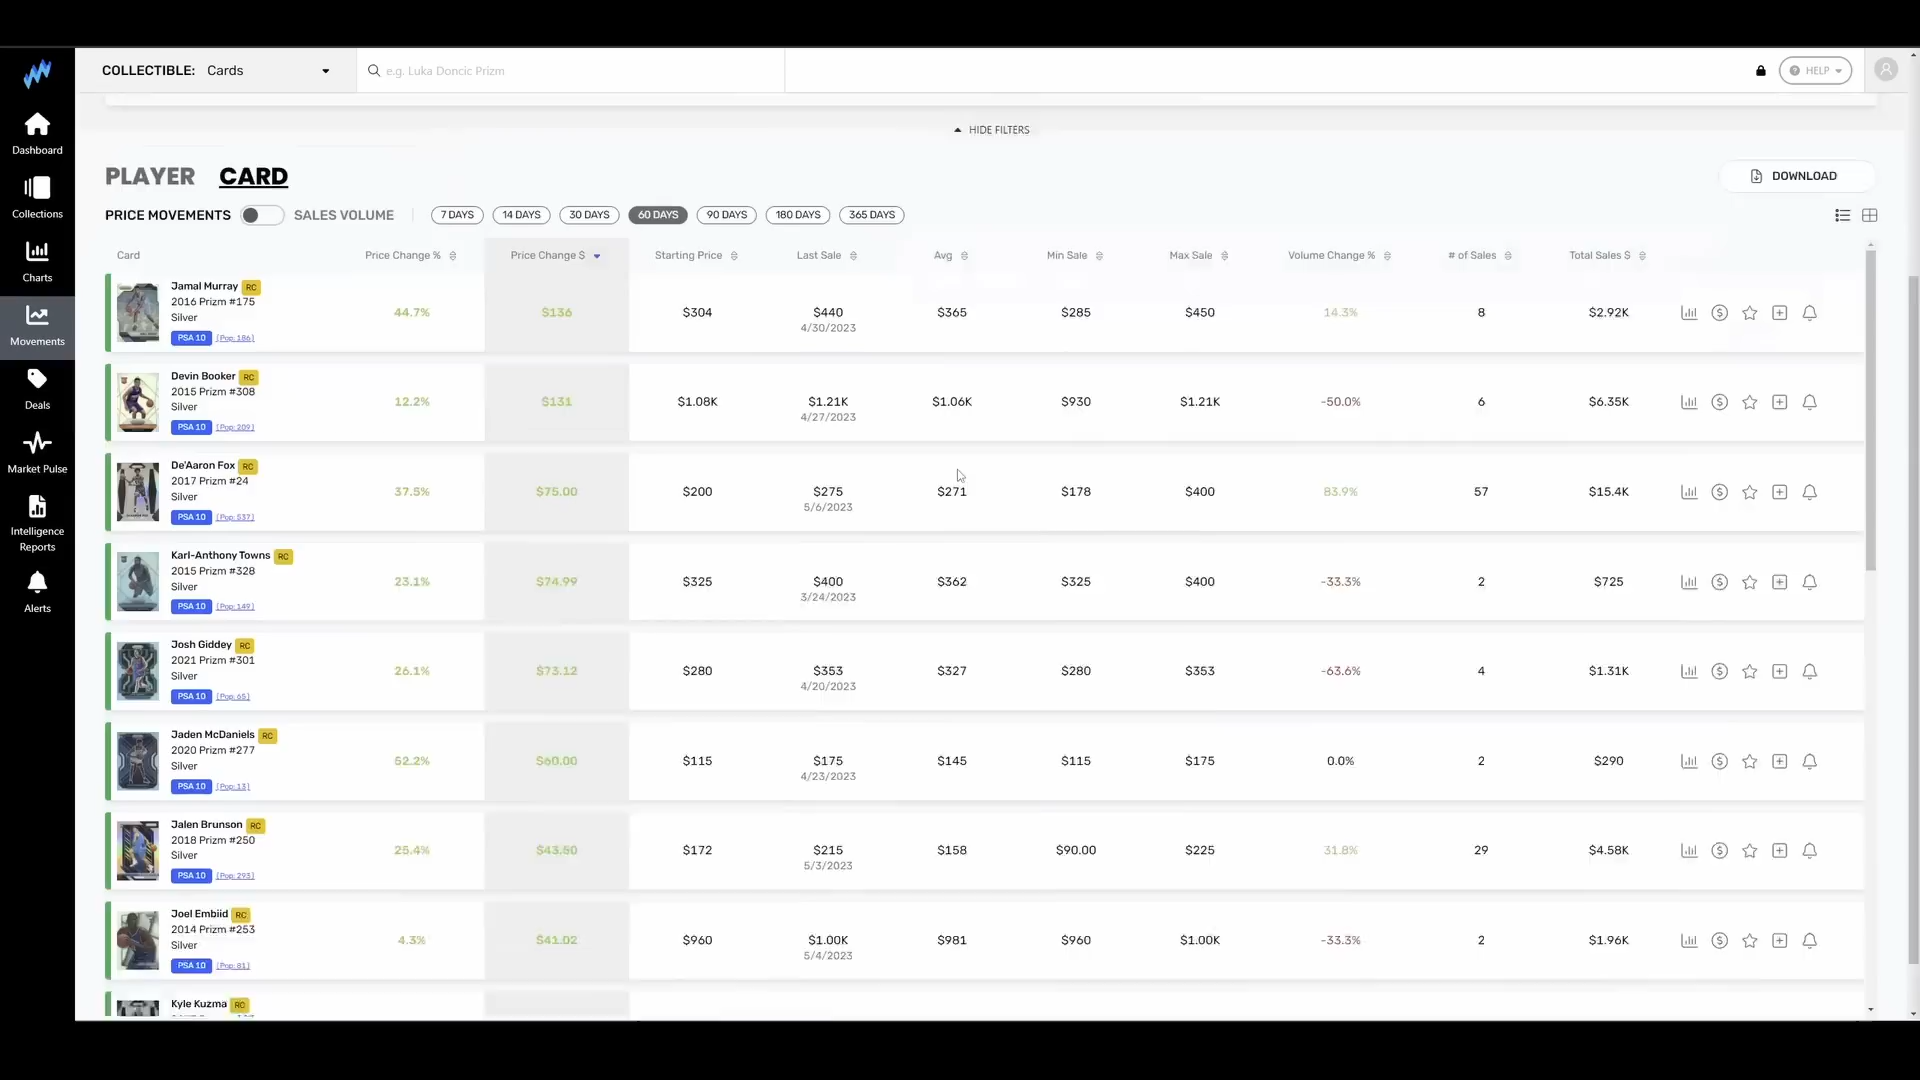 COLLECTIBLE: Cards
e.g. Luka Doncic Prizm
HELP
HIDE FILTERS
Dashboard
Collections
Charts
Movements
Deals
Market Pulse
Intelligence
Reports
Alerts
PLAYER CARD
DOWNLOAD
PRICE MOVEMENTS SALES VOLUME 7 DAYS 14 DAYS 30 DAYS 60 DAYS 90 DAYS 180 DAYS 365 DAYS
Card Price Change % Price Change $ Starting Price Last Sale Avg Min Sale Max Sale Volume Change % # of Sales Total Sales $
Jamal Murray RC
2016 Prizm #175
Silver
PSA 10 (Pop: 186)
44.7% $136 $304 $440 $365 $285 $450 14.3% 8 $2.92K
4/30/2023
Devin Booker RC
2015 Prizm #308
Silver
PSA 10 (Pop: 209)
12.2% $131 $1.08K $1.21K $1.06K $930 $1.21K -50.0% 6 $6.35K
4/27/2023
De'Aaron Fox RC
2017 Prizm #24
Silver
PSA 10 (Pop: 537)
37.5% $75.00 $200 $275 $271 $178 $400 83.9% 57 $15.4K
5/6/2023
Karl-Anthony Towns RC
2015 Prizm #328
Silver
PSA 10 (Pop: 149)
23.1% $74.99 $325 $400 $362 $325 $400 -33.3% 2 $725
3/24/2023
Josh Giddey RC
2021 Prizm #301
Silver
PSA 10 (Pop: 65)
26.1% $73.12 $280 $353 $327 $280 $353 -63.6% 4 $1.31K
4/20/2023
Jaden McDaniels RC
2020 Prizm #277
Silver
PSA 10 (Pop: 13)
52.2% $60.00 $115 $175 $145 $115 $175 0.0% 2 $290
4/23/2023
Jalen Brunson RC
2018 Prizm #250
Silver
PSA 10 (Pop: 293)
25.4% $43.50 $172 $215 $158 $90.00 $225 31.8% 29 $4.58K
5/3/2023
Joel Embiid RC
2014 Prizm #253
Silver
PSA 10 (Pop: 81)
4.3% $41.02 $960 $1.00K $981 $960 $1.00K -33.3% 2 $1.96K
5/4/2023
Kyle Kuzma RC